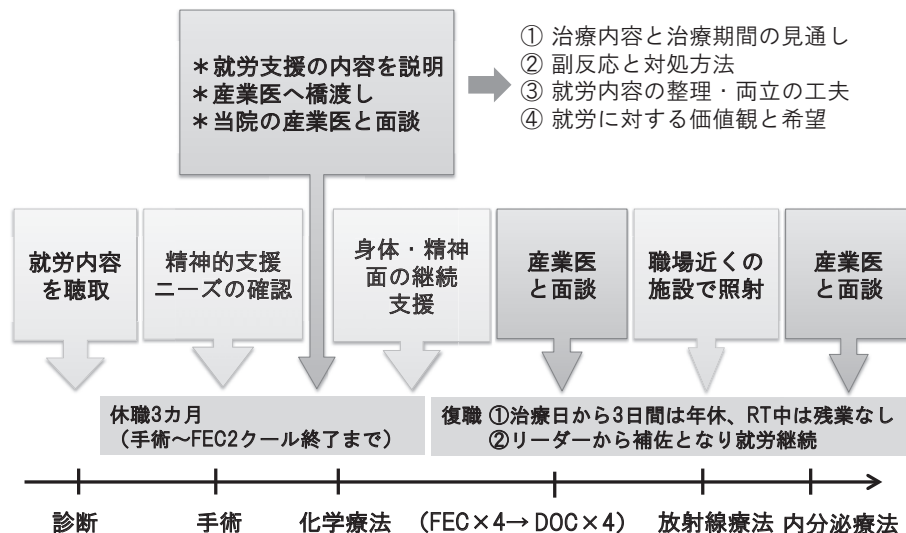 ＊就労支援の内容を説明
＊産業医へ橋渡し
＊当院の産業医と面談
① 治療内容と治療期間の見通し
② 副反応と対処方法
③ 就労内容の整理・両立の工夫
④ 就労に対する価値観と希望
就労内容
を聴取
精神的支援
ニーズの確認
身体・精神
面の継続
支援
産業医
と面談
職場近くの
施設で照射
産業医
と面談
休職3カ月
（手術～FEC2クール終了まで）
復職 ①治療日から3日間は年休、RT中は残業なし
②リーダーから補佐となり就労継続
診断
手術
化学療法
（FEC×4→ DOC×4）
放射線療法
内分泌療法